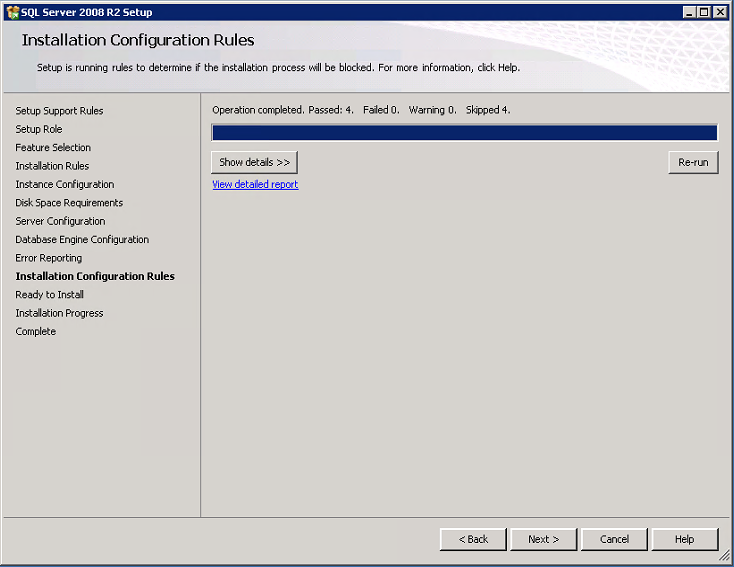 SQL Server 2008 R2 Setup
Installation Configuration Rules
Setup is running rules to determine if the installation process will be blocked. For more information, click Help.
Setup Support Rules
Setup Role
Feature Selection
Installation Rules
Instance Configuration
Disk Space Requirements
Server Configuration
Database Engine Configuration
Error Reporting
Installation Configuration Rules
Ready to Install
Installation Progress
Complete
Operation completed. Passed: 4. Failed 0. Warning 0. Skipped 4.
Show details >>
Re-run
View detailed report
< Back
Next >
Cancel
Help